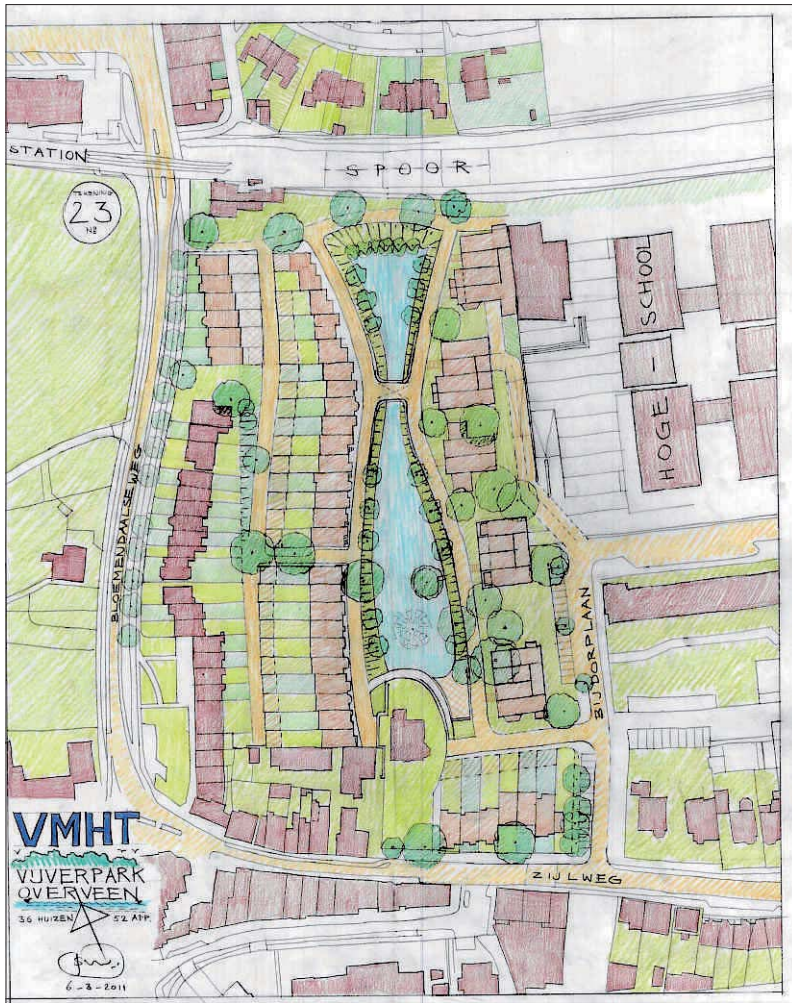 STATION
SPOOR
TEKENING
23
NB
HOGE - SCHOOL
BLOEMENDAALSEWEG
BIJDORPLAAN
ZIJLWEG
VMHT
VIJVERPARK
OVERVEEN
36 HUIZEN 52 APP.
6-3-2011